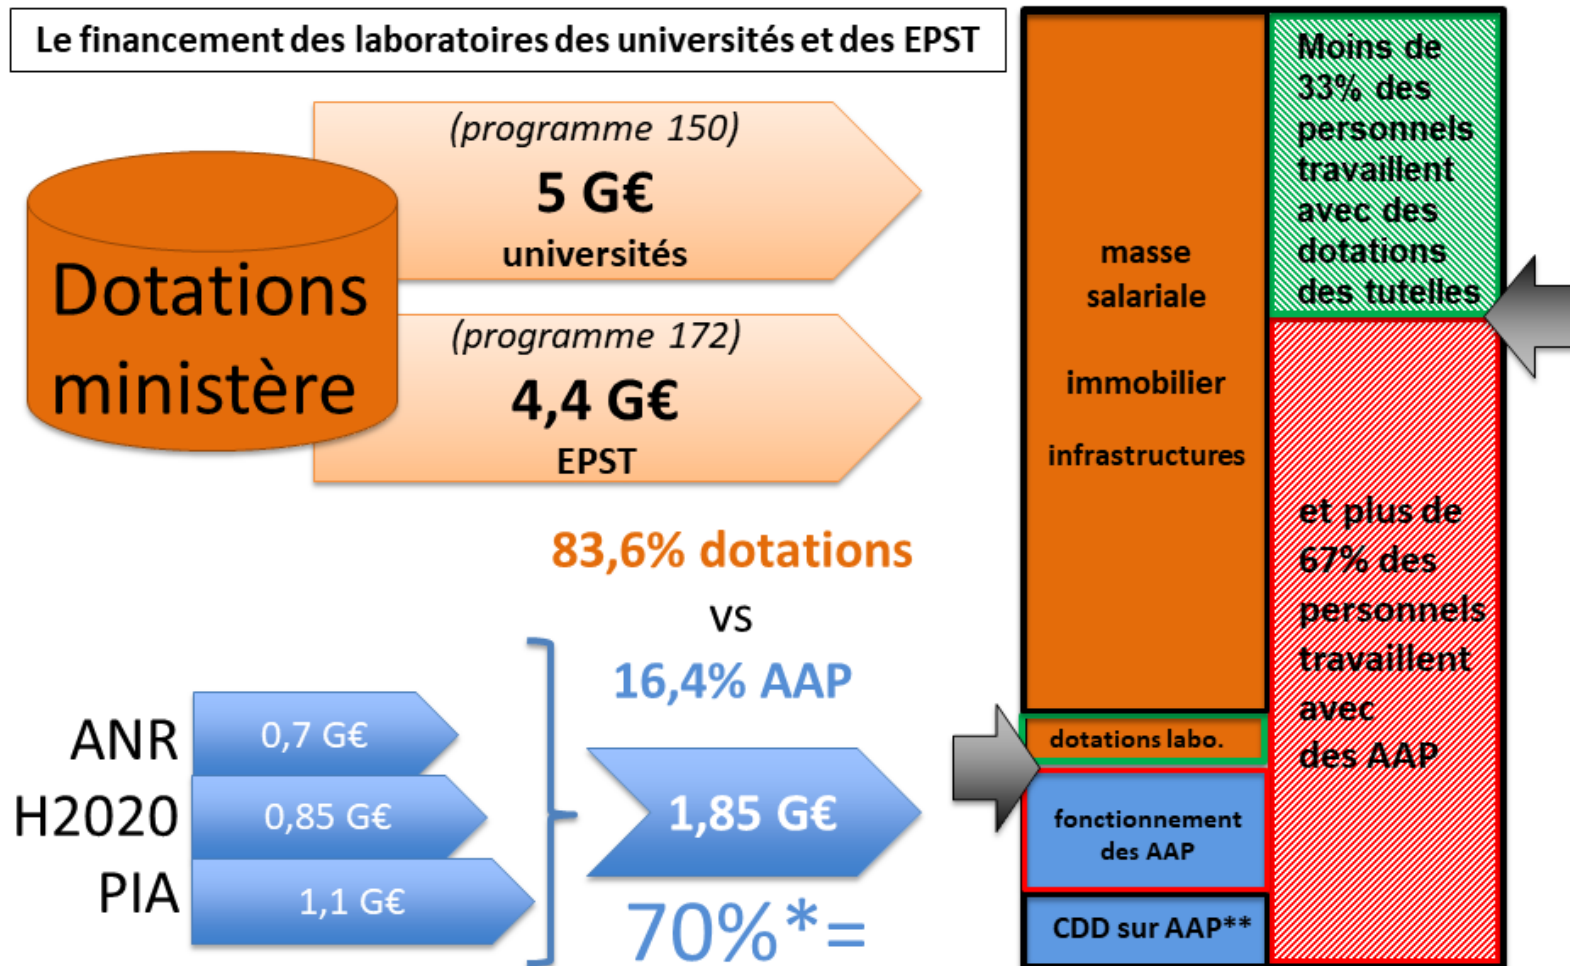 Le financement des laboratoires des universités et des EPST
(programme 150)
5 G€
universités
Dotations
ministère
(programme 172)
4,4 G€
EPST
83,6% dotations
vs
16,4% AAP
ANR
0,7 G€
H2020
0,85 G€
PIA
1,1 G€
1,85 G€
70%*=
masse
salariale
immobilier
infrastructures
dotations labo.
fonctionnement
des AAP
CDD sur AAP**
Moins de
33% des
personnels
travaillent
avec des
dotations
des tutelles
et plus de
67% des
personnels
travaillent
avec
des AAP